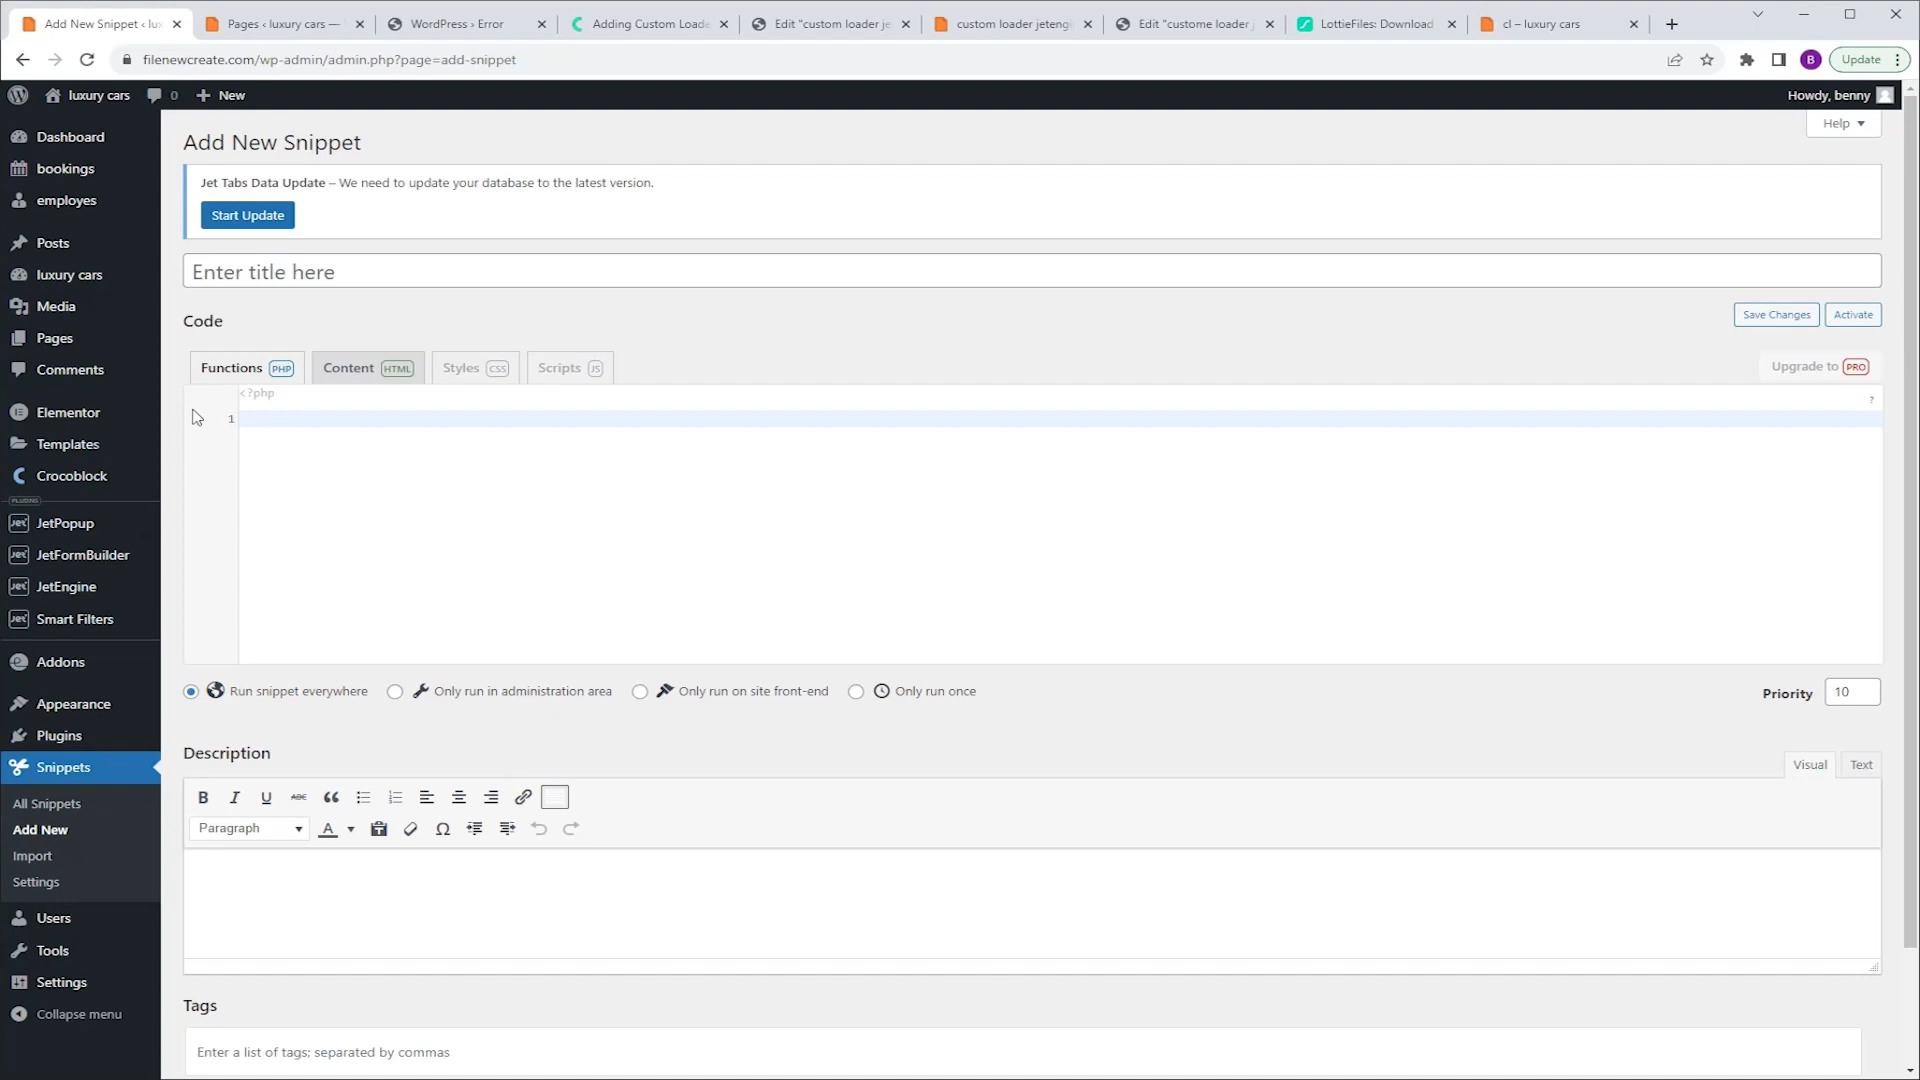 Add New Snippet ‹ lux
Pages ‹ luxury cars —
WordPress › Error
Adding Custom Loade
Edit "custom loader je
custom loader jetengi
Edit "custome loader j
LottieFiles: Download
cl – luxury cars
filenewcreate.com/wp-admin/admin.php?page=add-snippet
B
Update
luxury cars
0
New
Howdy, benny
Help
Dashboard
bookings
employes
Posts
luxury cars
Media
Pages
Comments
Elementor
Templates
Crocoblock
PLUGINS
JetPopup
JetFormBuilder
JetEngine
Smart Filters
Addons
Appearance
Plugins
Snippets
All Snippets
Add New
Import
Settings
Users
Tools
Settings
Collapse menu
Add New Snippet
Jet Tabs Data Update – We need to update your database to the latest version.
Start Update
Enter title here
Code
Save Changes
Activate
Functions PHP
Content HTML
Styles CSS
Scripts JS
Upgrade to PRO
<?php
?
1
Run snippet everywhere
Only run in administration area
Only run on site front-end
Only run once
Priority
10
Description
Visual
Text
B I U ABC
Paragraph
A
Ω
Tags
Enter a list of tags; separated by commas